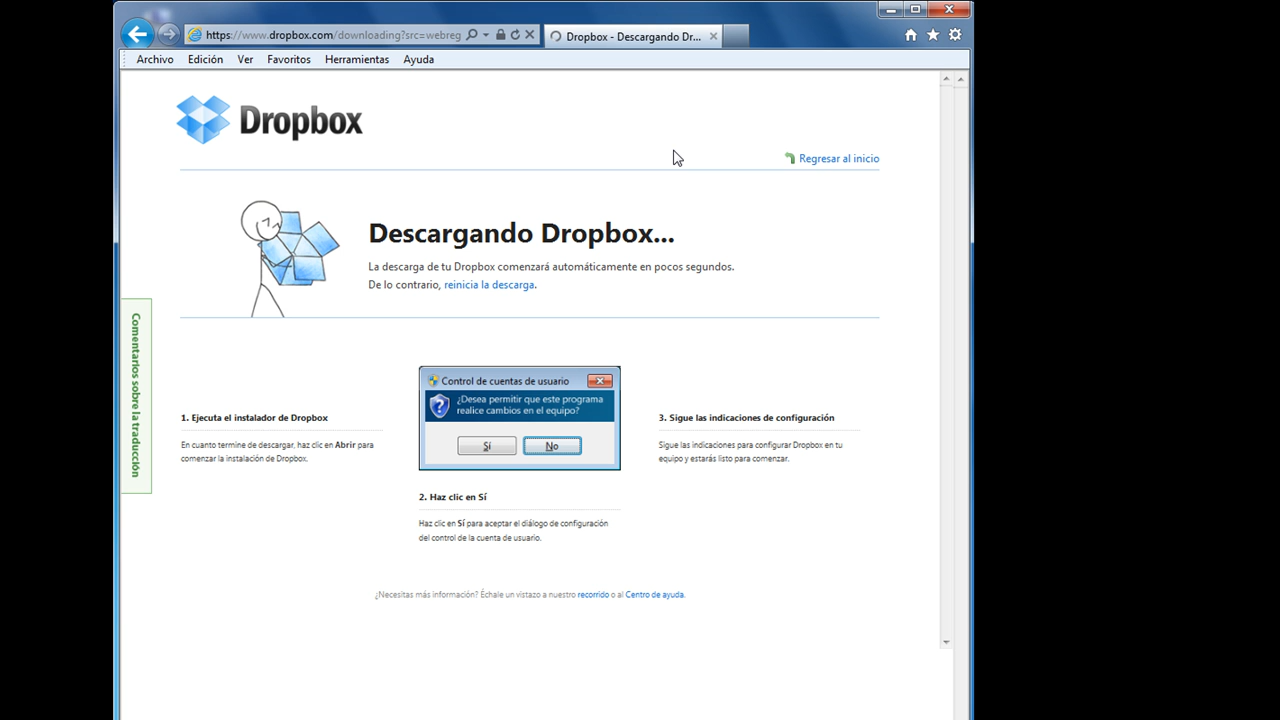 https://www.dropbox.com/downloading?src=webreg
Dropbox - Descargando Dr...
Archivo Edición Ver Favoritos Herramientas Ayuda
Dropbox
Regresar al inicio
Descargando Dropbox...
La descarga de tu Dropbox comenzará automáticamente en pocos segundos.
De lo contrario, reinicia la descarga.
Comentarios sobre la traducción
Control de cuentas de usuario
¿Desea permitir que este programa
realice cambios en el equipo?
Sí No
1. Ejecuta el instalador de Dropbox
En cuanto termine de descargar, haz clic en Abrir para
comenzar la instalación de Dropbox.
2. Haz clic en Sí
Haz clic en Sí para aceptar el diálogo de configuración
del control de la cuenta de usuario.
3. Sigue las indicaciones de configuración
Sigue las indicaciones para configurar Dropbox en tu
equipo y estarás listo para comenzar.
¿Necesitas más información? Échale un vistazo a nuestro recorrido o al Centro de ayuda.